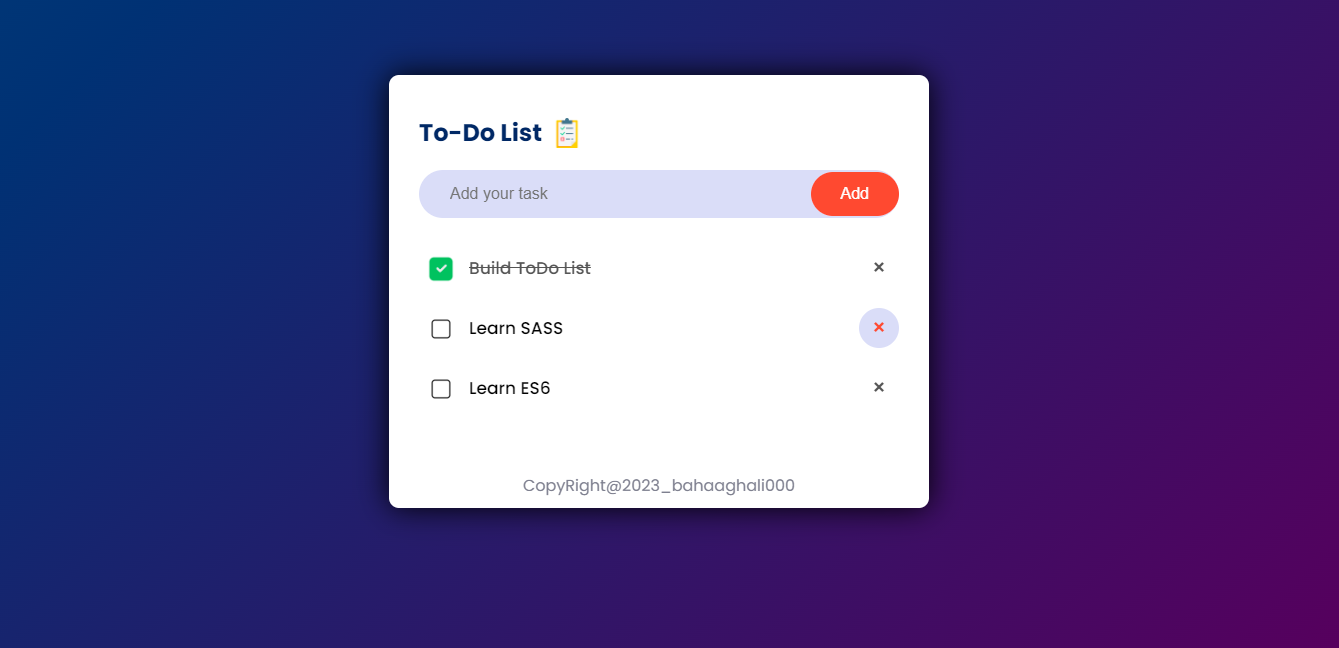 To-Do List
Add your task
Add
Build ToDo List
Learn SASS
Learn ES6
CopyRight@2023_bahaaghali000